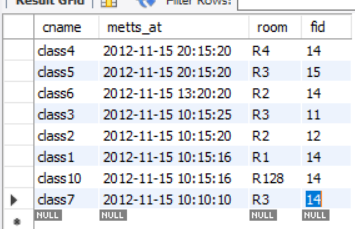 Result Grid Filter Rows:
cname metts_at room fid
class4 2012-11-15 20:15:20 R4 14
class5 2012-11-15 20:15:20 R3 15
class6 2012-11-15 13:20:20 R2 14
class3 2012-11-15 10:15:25 R3 11
class2 2012-11-15 10:15:20 R2 12
class1 2012-11-15 10:15:16 R1 14
class10 2012-11-15 10:15:16 R128 14
class7 2012-11-15 10:10:10 R3 14
NULL NULL NULL NULL